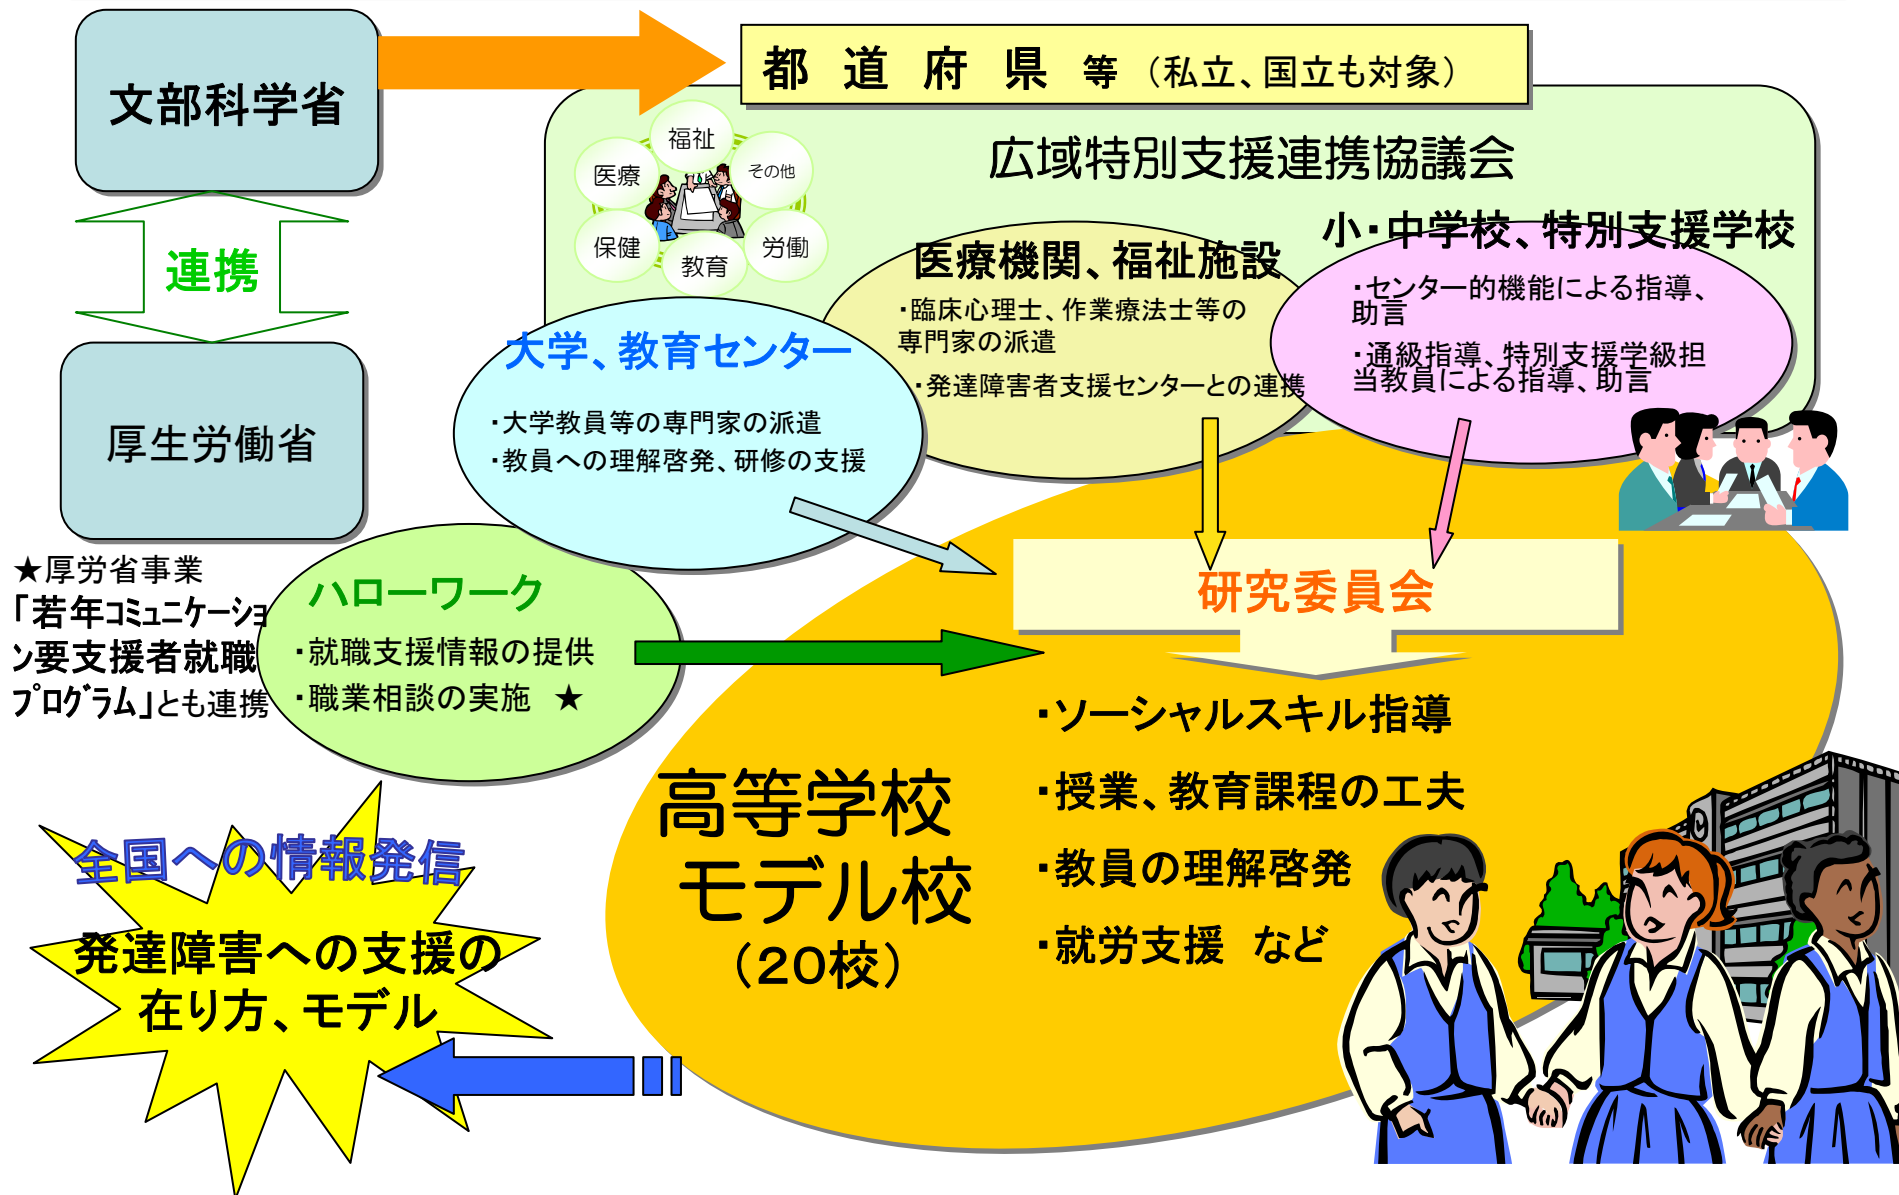 文部科学省
都道府県等（私立、国立も対象）
広域特別支援連携協議会
福祉
医療
その他
保健
教育
労働
連携
厚生労働省
小・中学校、特別支援学校
・センター的機能による指導、
助言
・通級指導、特別支援学級担
当教員による指導、助言
医療機関、福祉施設
・臨床心理士、作業療法士等の
専門家の派遣
・発達障害者支援センターとの連携
大学、教育センター
・大学教員等の専門家の派遣
・教員への理解啓発、研修の支援
★厚労省事業
「若年コミュニケーショ
ン要支援者就職
プログラム」とも連携
ハローワーク
・就職支援情報の提供
・職業相談の実施　★
研究委員会
・ソーシャルスキル指導
・授業、教育課程の工夫
・教員の理解啓発
・就労支援　など
高等学校
モデル校
（２０校）
全国への情報発信
発達障害への支援の
在り方、モデル